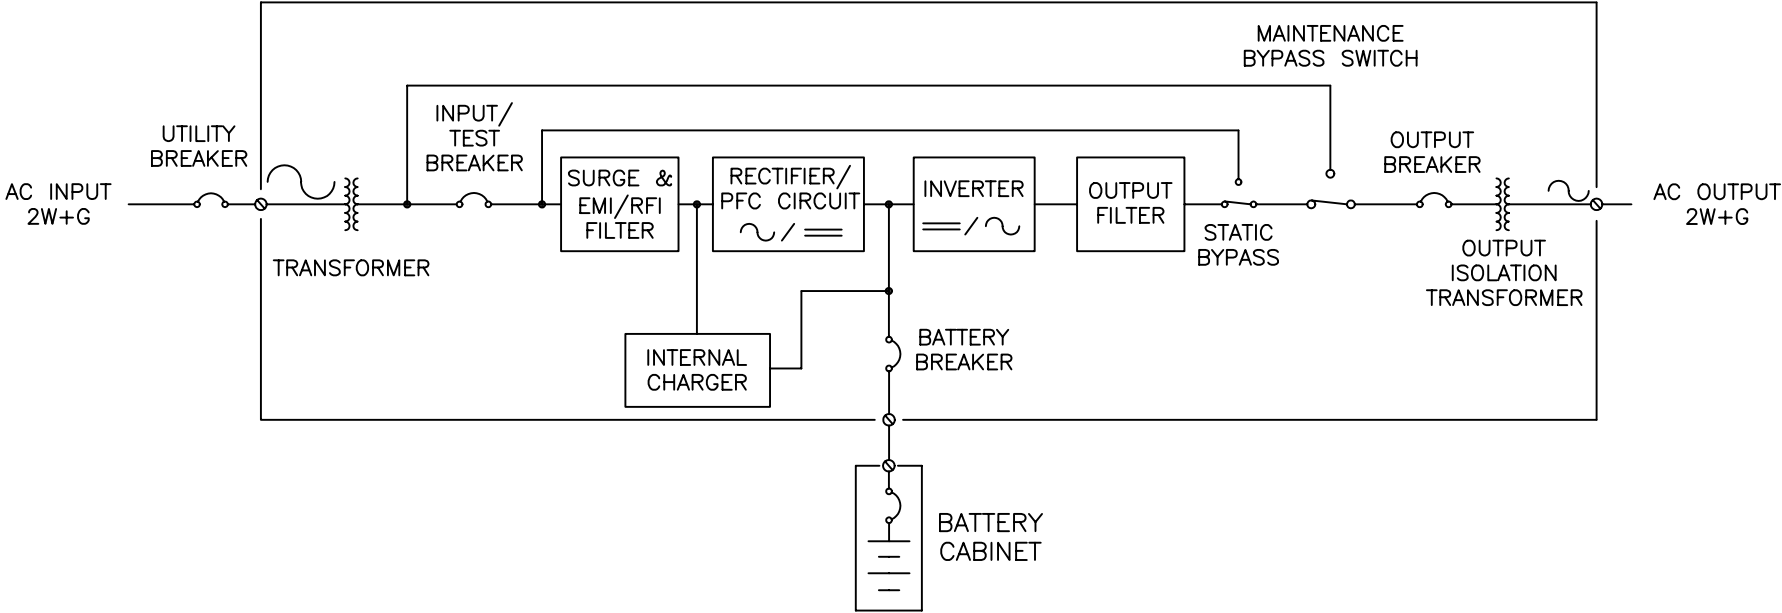 MAINTENANCE
BYPASS SWITCH
INPUT/
TEST
BREAKER
UTILITY
BREAKER
OUTPUT
BREAKER
AC INPUT
2W+G
SURGE &
EMI/RFI
FILTER
RECTIFIER/
PFC CIRCUIT
INVERTER
OUTPUT
FILTER
AC OUTPUT
2W+G
STATIC
BYPASS
TRANSFORMER
OUTPUT
ISOLATION
TRANSFORMER
INTERNAL
CHARGER
BATTERY
BREAKER
BATTERY
CABINET